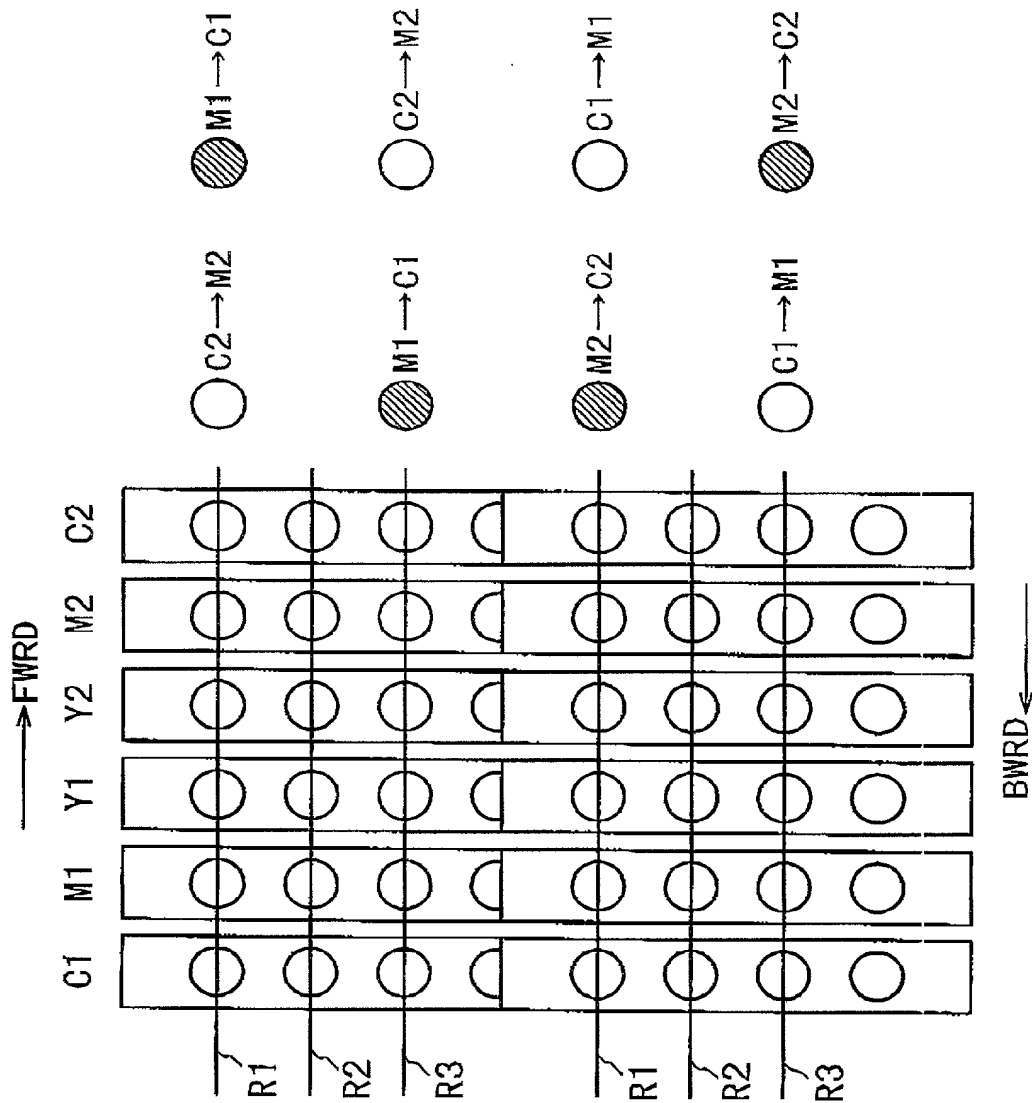 FWRD
C1 M1 Y1 Y2 M2 C2
R1
C2→M2 M1→C1
R2
R3
M1→C1 C2→M2
R1
M2→C2 C1→M1
R2
R3
C1→M1 M2→C2
BWRD